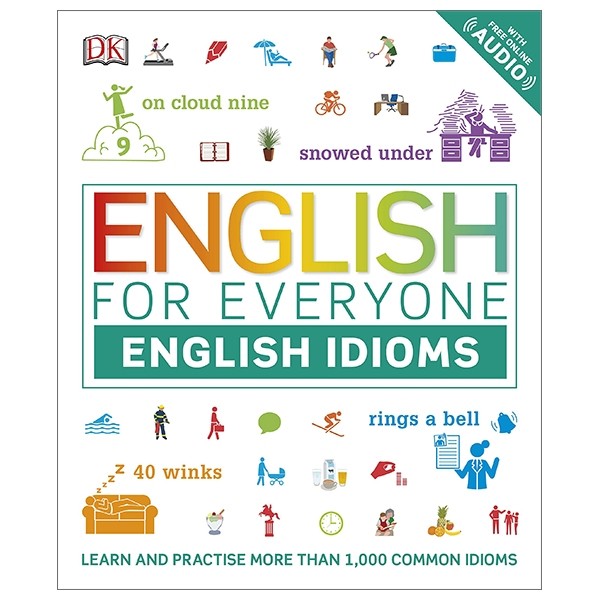 DK
WITH
FREE ONLINE
AUDIO
on cloud nine
9
snowed under
ENGLISH
FOR EVERYONE
ENGLISH IDIOMS
rings a bell
z z z z
40 winks
LEARN AND PRACTISE MORE THAN 1,000 COMMON IDIOMS